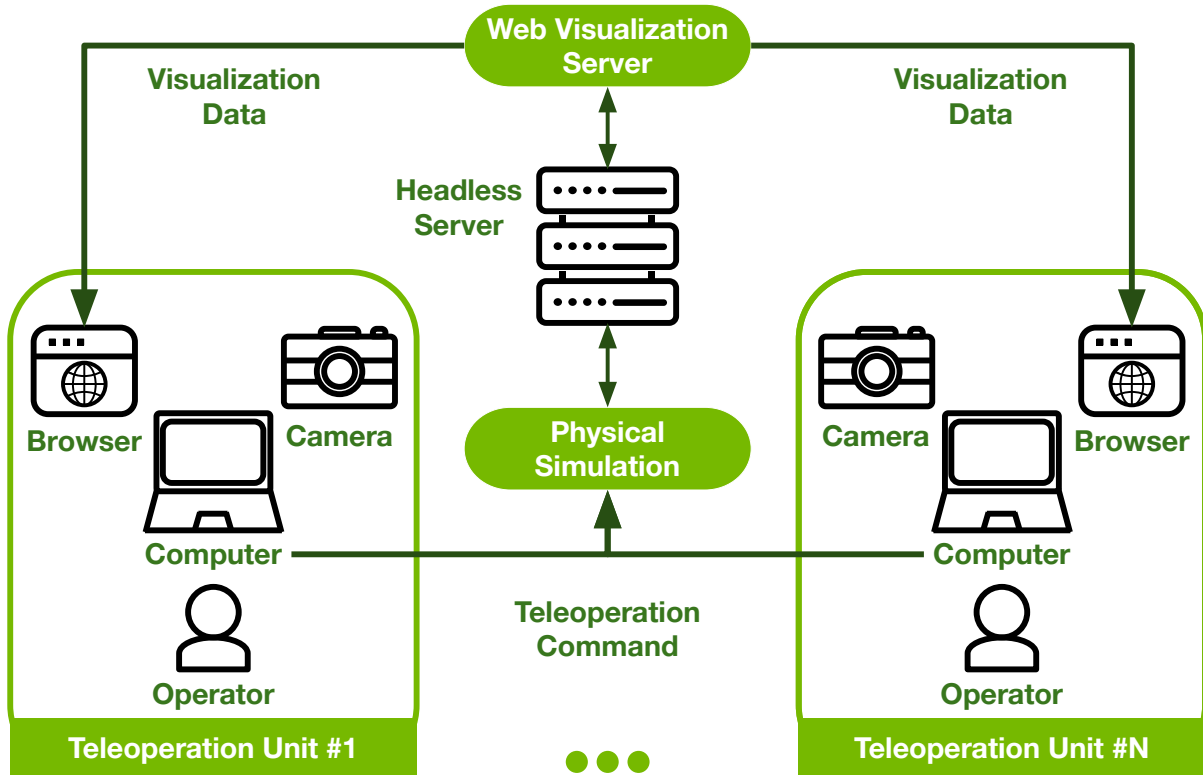 Web Visualization
Server
Visualization
Data
Visualization
Data
Headless
Server
Browser
Camera
Physical
Simulation
Camera
Browser
Computer
Computer
Teleoperation
Command
Operator
Operator
Teleoperation Unit #1
Teleoperation Unit #N